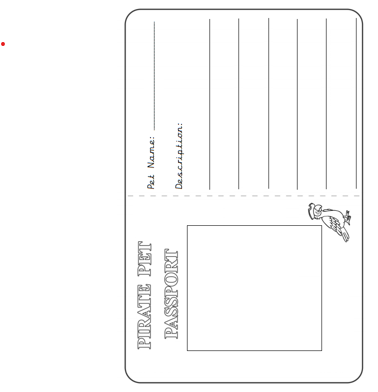 PIRATE PET
PASSPORT
Pet Name:
Description: